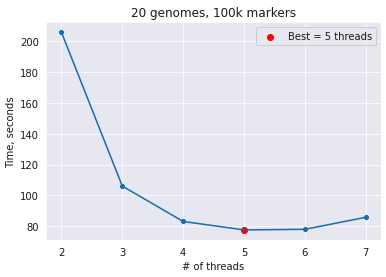 20 genomes, 100k markers
Best = 5 threads
Time, seconds
200
180
160
140
120
100
80
2 3 4 5 6 7
# of threads